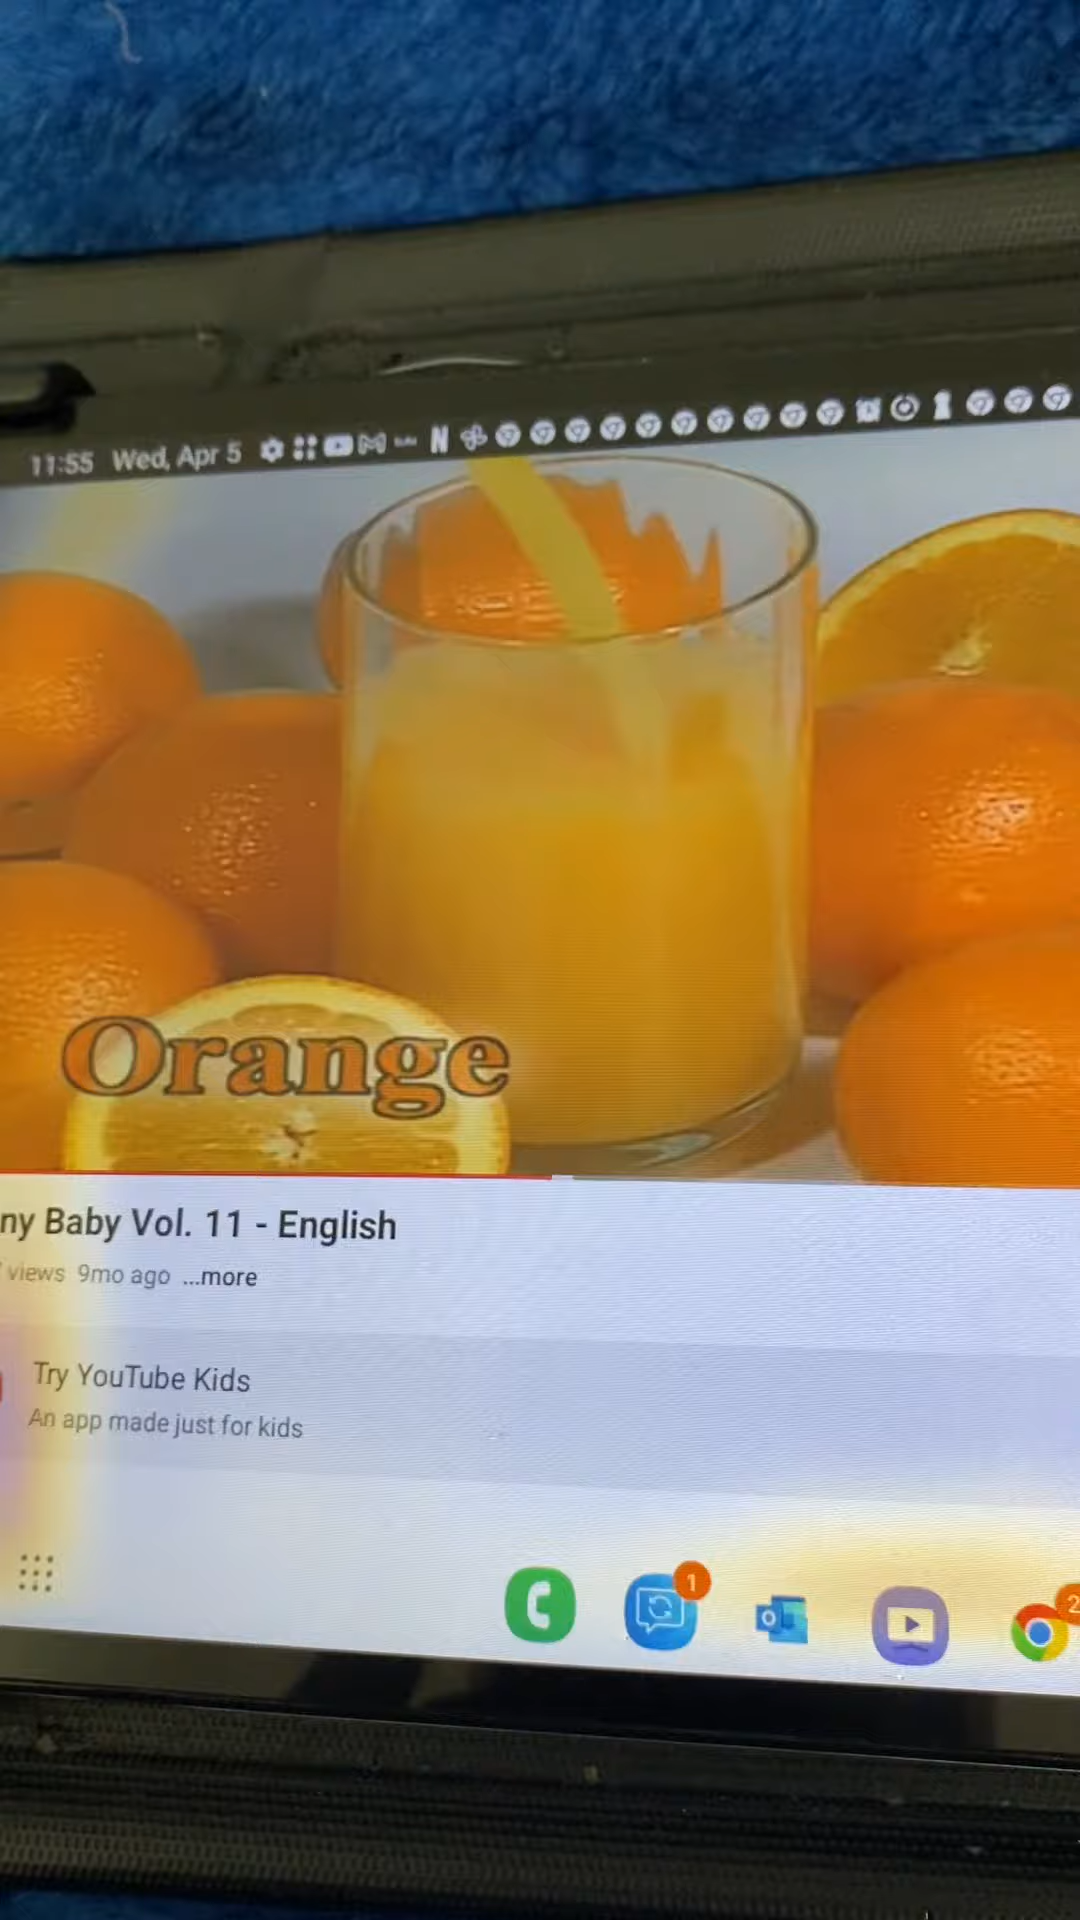 11:55 Wed, Apr 5
Orange
ny Baby Vol. 11 - English
views 9mo ago ...more
Try YouTube Kids
An app made just for kids
1
2